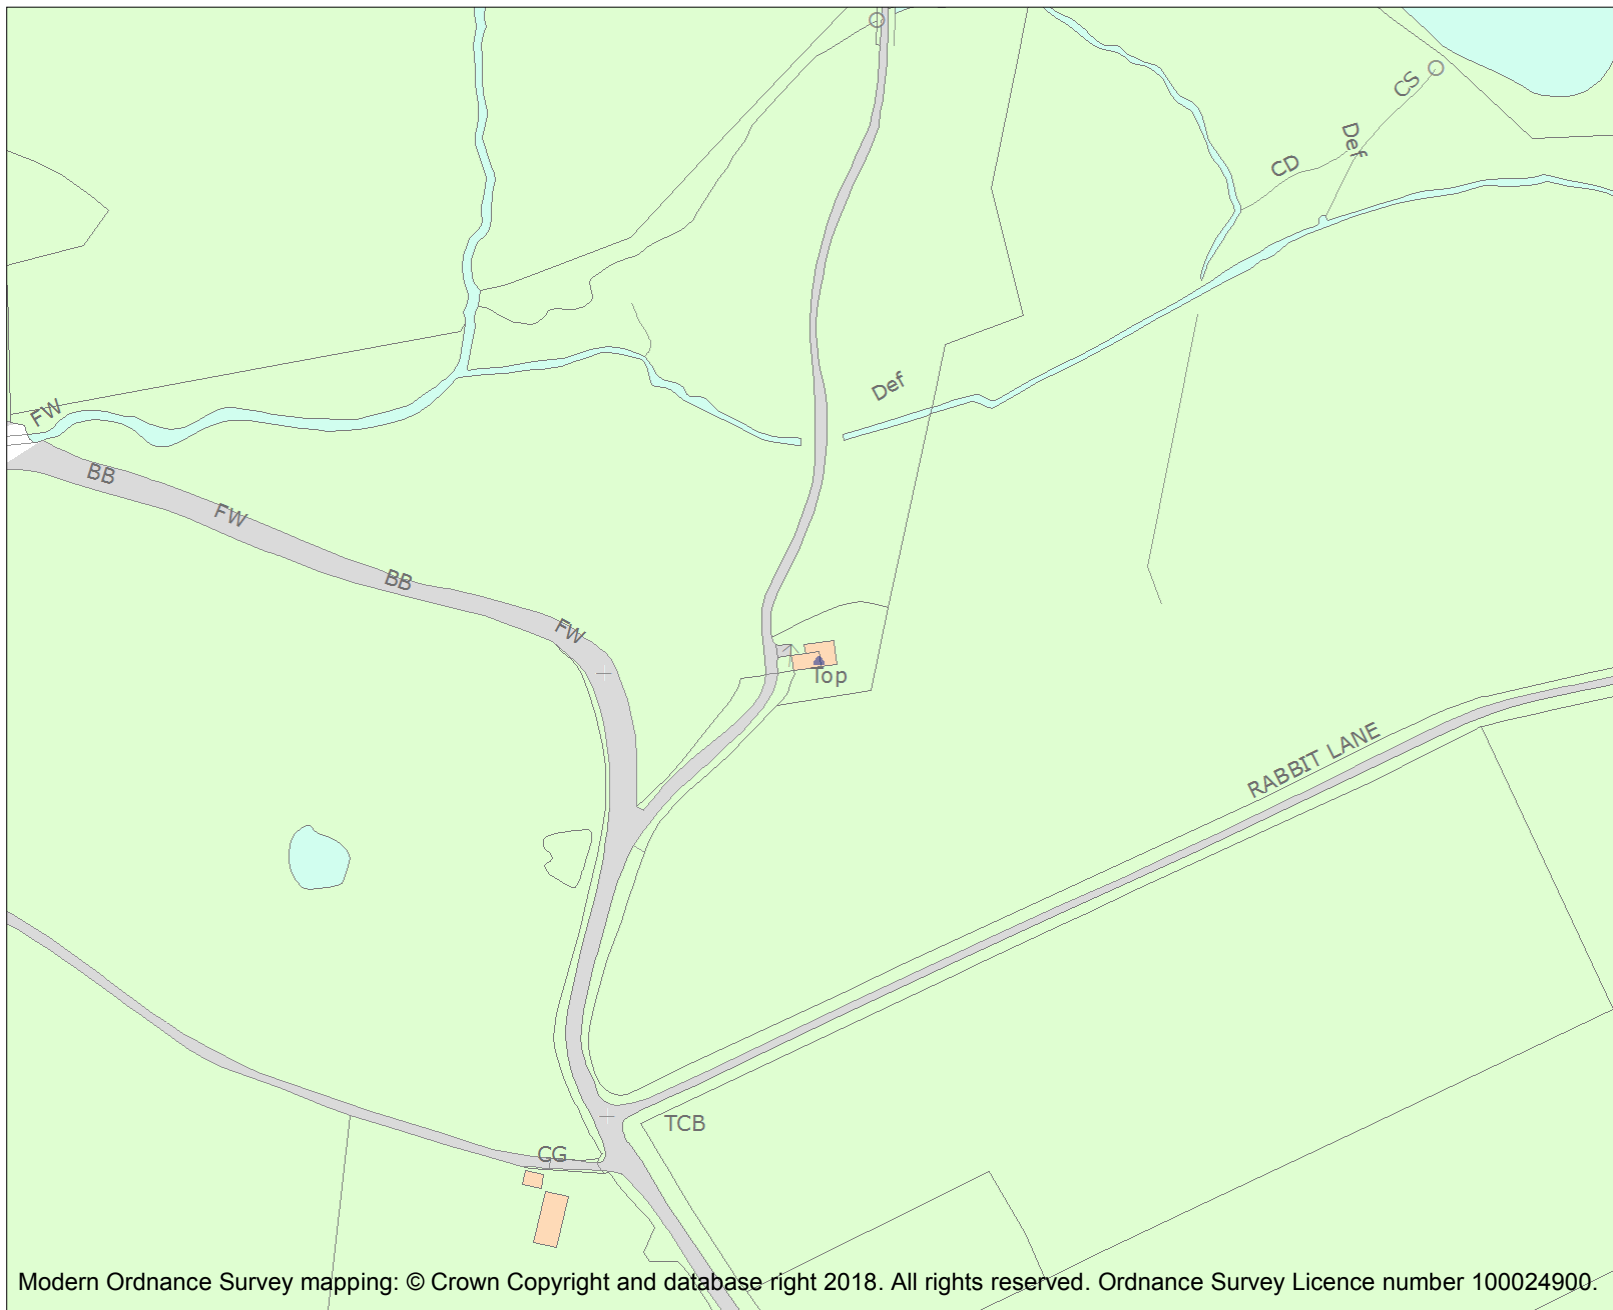 CS
Def
CD
Def
FW
BB
FW
BB
FW
Top
RABBIT LANE
TCB
CG
Modern Ordnance Survey mapping: © Crown Copyright and database right 2018. All rights reserved. Ordnance Survey Licence number 100024900.